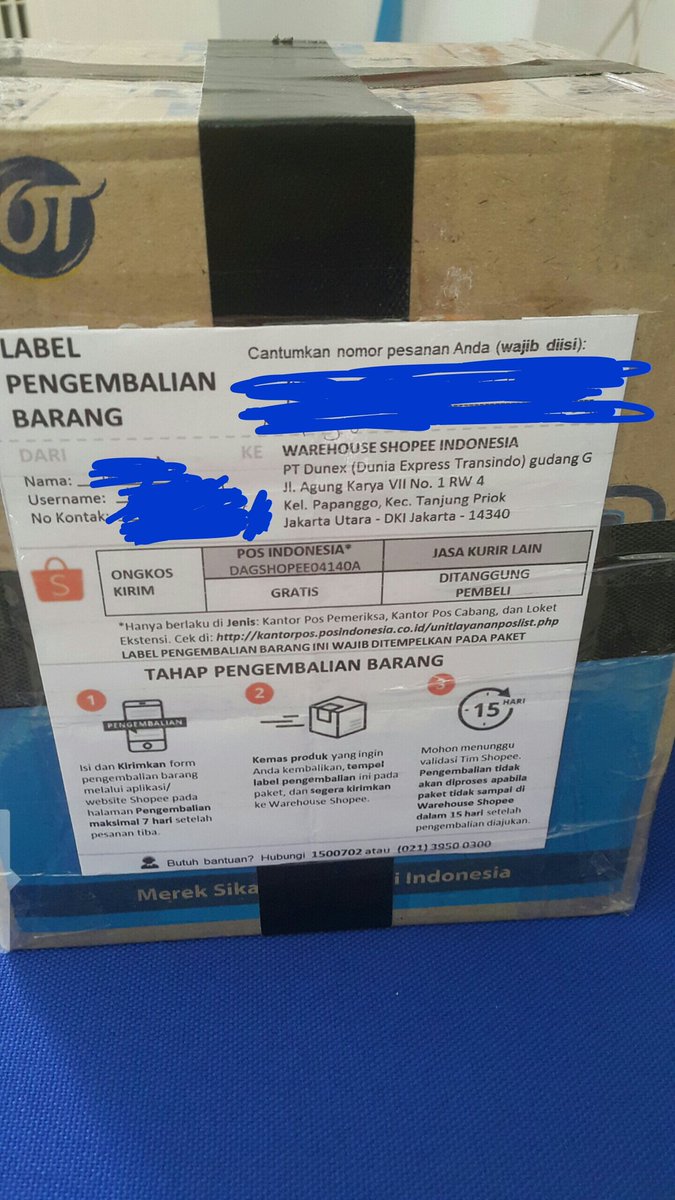 OT
LABEL
PENGEMBALIAN
BARANG
Cantumkan nomor pesanan Anda (wajib diisi):
DARI
Nama:
Username:
No Kontak:
KE
WAREHOUSE SHOPEE INDONESIA
PT Dunex (Dunia Express Transindo) gudang G
Jl. Agung Karya VII No. 1 RW 4
Kel. Papanggo, Kec. Tanjung Priok
Jakarta Utara - DKI Jakarta - 14340
S
ONGKOS
KIRIM
POS INDONESIA*
DAGSHOPEE04140A
GRATIS
JASA KURIR LAIN
DITANGGUNG
PEMBELI
*Hanya berlaku di Jenis: Kantor Pos Pemeriksa, Kantor Pos Cabang, dan Loket
Ekstensi. Cek di: http://kantorpos.posindonesia.co.id/unitlayananposlist.php
LABEL PENGEMBALIAN BARANG INI WAJIB DITEMPELKAN PADA PAKET
TAHAP PENGEMBALIAN BARANG
1
PENGEMBALIAN
Isi dan Kirimkan form
pengembalian barang
melalui aplikasi/
website Shopee pada
halaman Pengembalian
maksimal 7 hari setelah
pesanan tiba.
2
Kemas produk yang ingin
Anda kembalikan, tempel
label pengembalian ini pada
paket, dan segera kirimkan
ke Warehouse Shopee.
3
15 HARI
Mohon menunggu
validasi Tim Shopee.
Pengembalian tidak
akan diproses apabila
paket tidak sampai di
Warehouse Shopee
dalam 15 hari setelah
pengembalian diajukan.
Butuh bantuan? Hubungi 1500702 atau (021) 3950 0300
Merek Sika
i Indonesia